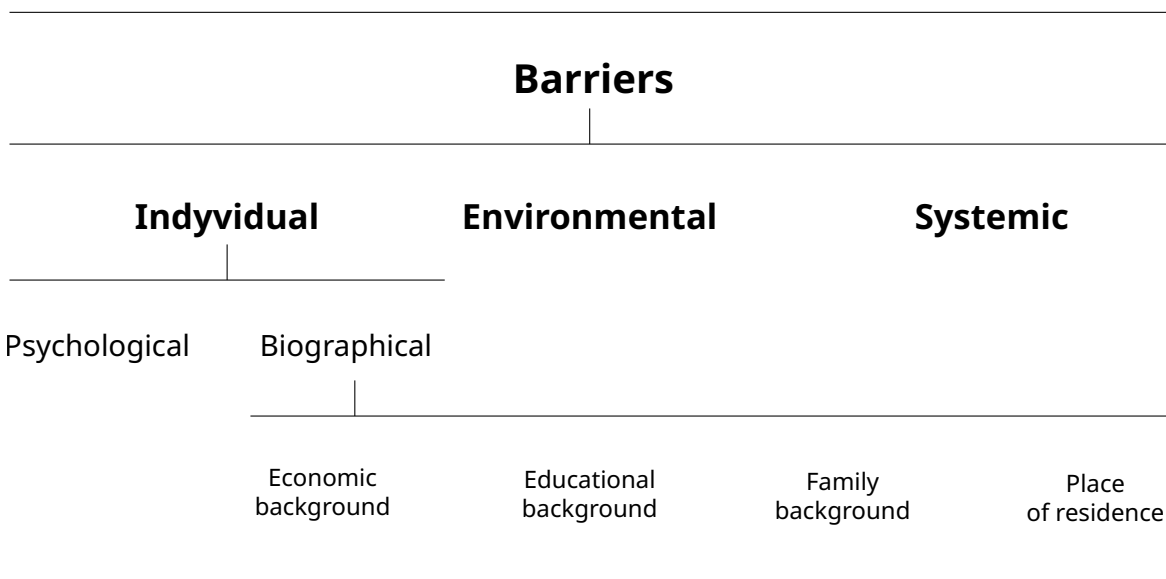 Barriers
Indyvidual
Environmental
Systemic
Psychological
Biographical
Economic
background
Educational
background
Family
background
Place
of residence